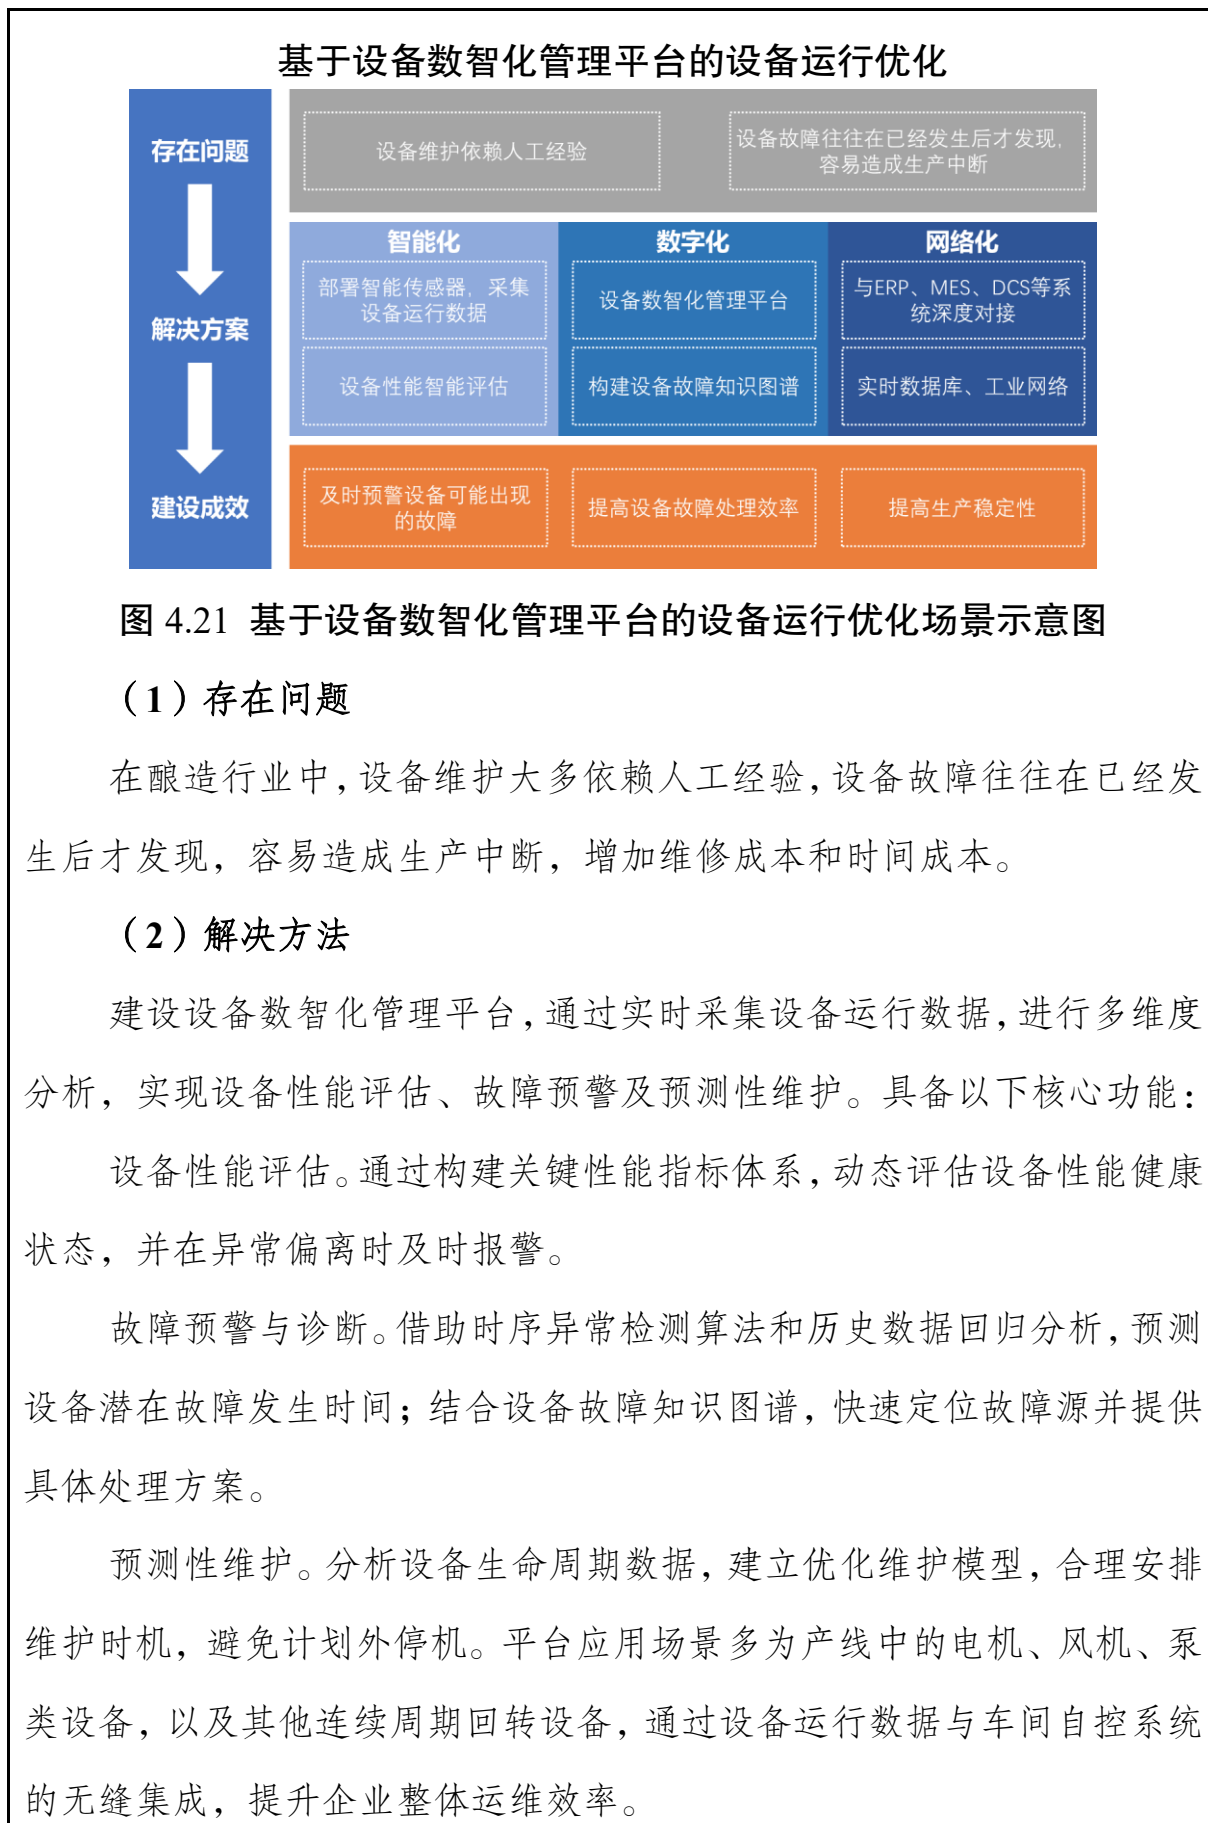 基于设备数智化管理平台的设备运行优化
存在问题
设备维护依赖人工经验
设备故障往往在已经发生后才发现，
容易造成生产中断
解决方案
智能化
部署智能传感器，采集
设备运行数据
设备性能智能评估
数字化
设备数智化管理平台
构建设备故障知识图谱
网络化
与ERP、MES、DCS等系
统深度对接
实时数据库、工业网络
建设成效
及时预警设备可能出现
的故障
提高设备故障处理效率
提高生产稳定性
图 4.21 基于设备数智化管理平台的设备运行优化场景示意图
（1）存在问题
在酿造行业中，设备维护大多依赖人工经验，设备故障往往在已经发
生后才发现，容易造成生产中断，增加维修成本和时间成本。
（2）解决方法
建设设备数智化管理平台，通过实时采集设备运行数据，进行多维度
分析，实现设备性能评估、故障预警及预测性维护。具备以下核心功能：
设备性能评估。通过构建关键性能指标体系，动态评估设备性能健康
状态，并在异常偏离时及时报警。
故障预警与诊断。借助时序异常检测算法和历史数据回归分析，预测
设备潜在故障发生时间；结合设备故障知识图谱，快速定位故障源并提供
具体处理方案。
预测性维护。分析设备生命周期数据，建立优化维护模型，合理安排
维护时机，避免计划外停机。平台应用场景多为产线中的电机、风机、泵
类设备，以及其他连续周期回转设备，通过设备运行数据与车间自控系统
的无缝集成，提升企业整体运维效率。